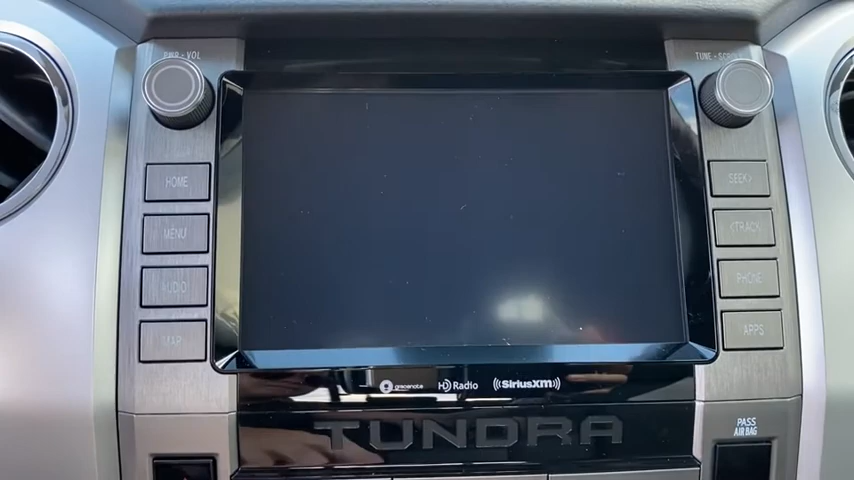 PWR - VOL
TUNE - SCROLL
HOME
MENU
AUDIO
MAP
SEEK>
<TRACK
PHONE
APPS
gracenote
HD Radio
SiriusXM
TUNDRA
PASS
AIR BAG